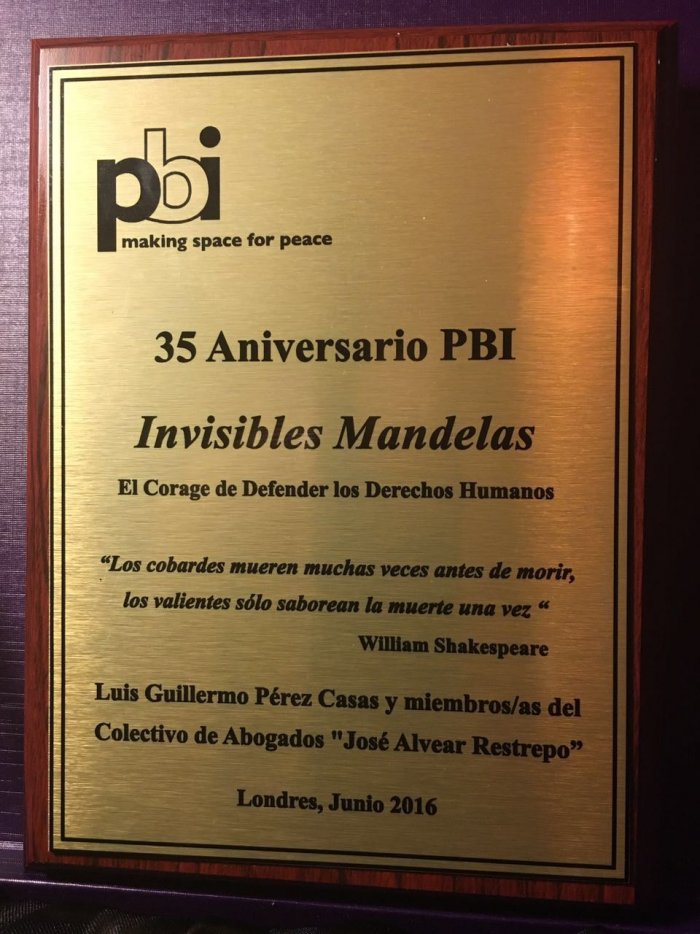 pbi
making space for peace
35 Aniversario PBI
Invisibles Mandelas
El Corage de Defender los Derechos Humanos
“Los cobardes mueren muchas veces antes de morir,
los valientes sólo saborean la muerte una vez “
William Shakespeare
Luis Guillermo Pérez Casas y miembros/as del
Colectivo de Abogados "José Alvear Restrepo”
Londres, Junio 2016